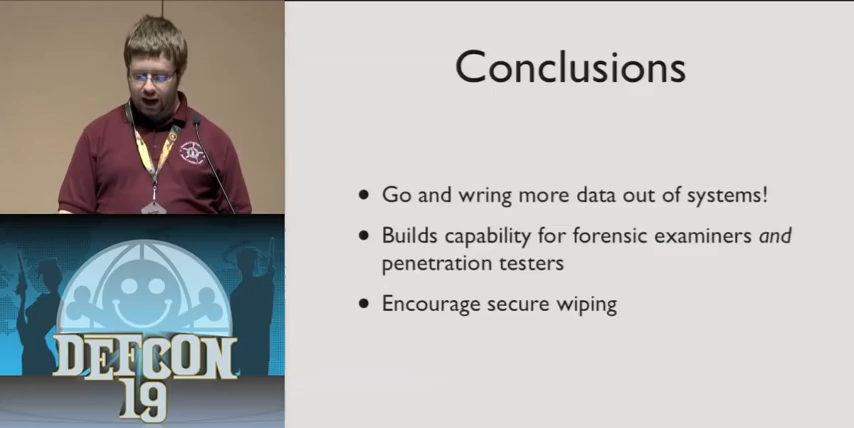 Conclusions
• Go and wring more data out of systems!
• Builds capability for forensic examiners and
penetration testers
• Encourage secure wiping
DEFCON
19